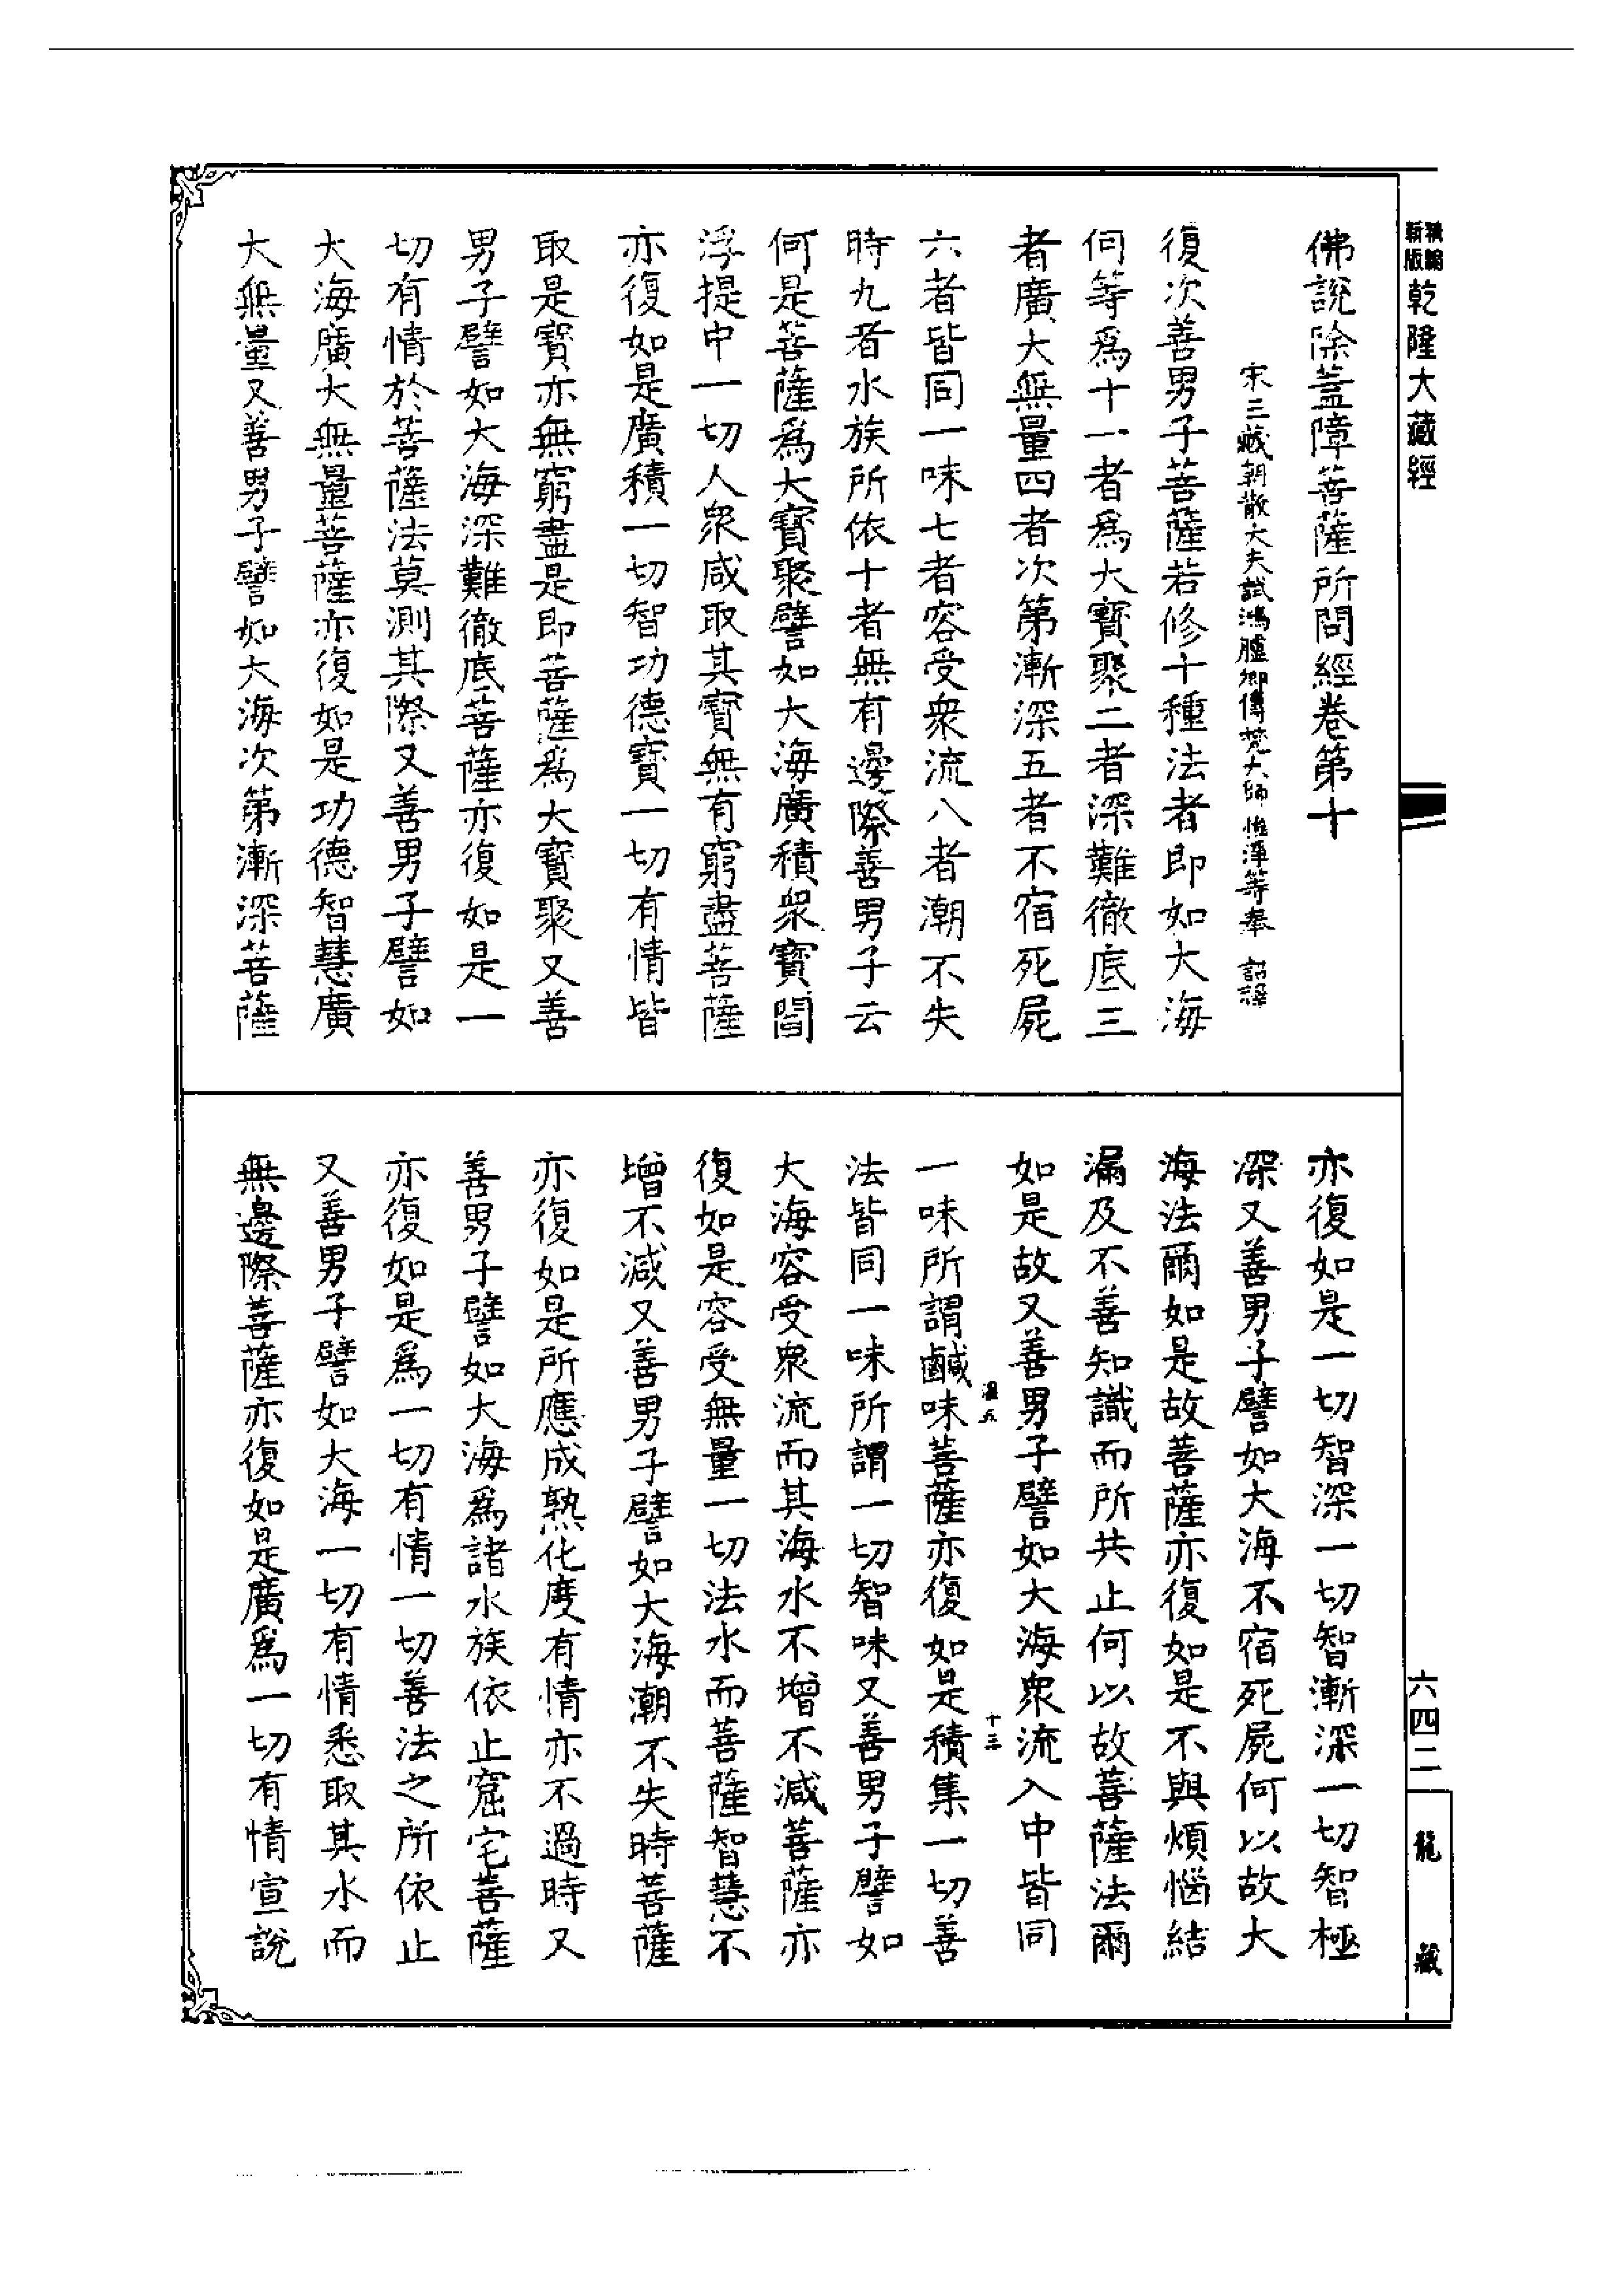 精編
新版
乾隆大藏經
佛說除蓋障菩薩所問經卷第十
宋三藏朝散大夫試鴻臚卿傳梵大師惟淨等奉 詔譯
復次善男子菩薩若修十種法者即如大海
何等爲十一者爲大寶聚二者深難徹底三
者廣大無量四者次第漸深五者不宿死屍
六者皆同一味七者容受衆流八者潮不失
時九者水族所依十者無有邊際善男子云
何是菩薩爲大寶聚譬如大海廣積衆寶閻
浮提中一切人衆咸取其寶無有窮盡菩薩
亦復如是廣積一切智功德寶一切有情皆
取是寶亦無窮盡是即菩薩爲大寶聚又善
男子譬如大海深難徹底菩薩亦復如是一
切有情於菩薩法莫測其際又善男子譬如
大海廣大無量菩薩亦復如是功德智慧廣
大無量又善男子譬如大海次第漸深菩薩
亦復如是一切智深一切智漸深一切智極
深又善男子譬如大海不宿死屍何以故大
海法爾如是故菩薩亦復如是不與煩惱結
漏及不善知識而所共止何以故菩薩法爾
如是故又善男子譬如大海衆流入中皆同
溫五
十三
一味所謂鹹味菩薩亦復如是積集一切善
法皆同一味所謂一切智味又善男子譬如
大海容受衆流而其海水不增不減菩薩亦
復如是容受無量一切法水而菩薩智慧不
增不減又善男子譬如大海潮不失時菩薩
亦復如是所應成熟化度有情亦不過時又
善男子譬如大海爲諸水族依止窟宅菩薩
亦復如是爲一切有情一切善法之所依止
又善男子譬如大海一切有情悉取其水而
無邊際菩薩亦復如是廣爲一切有情宣說
六四二
龍藏